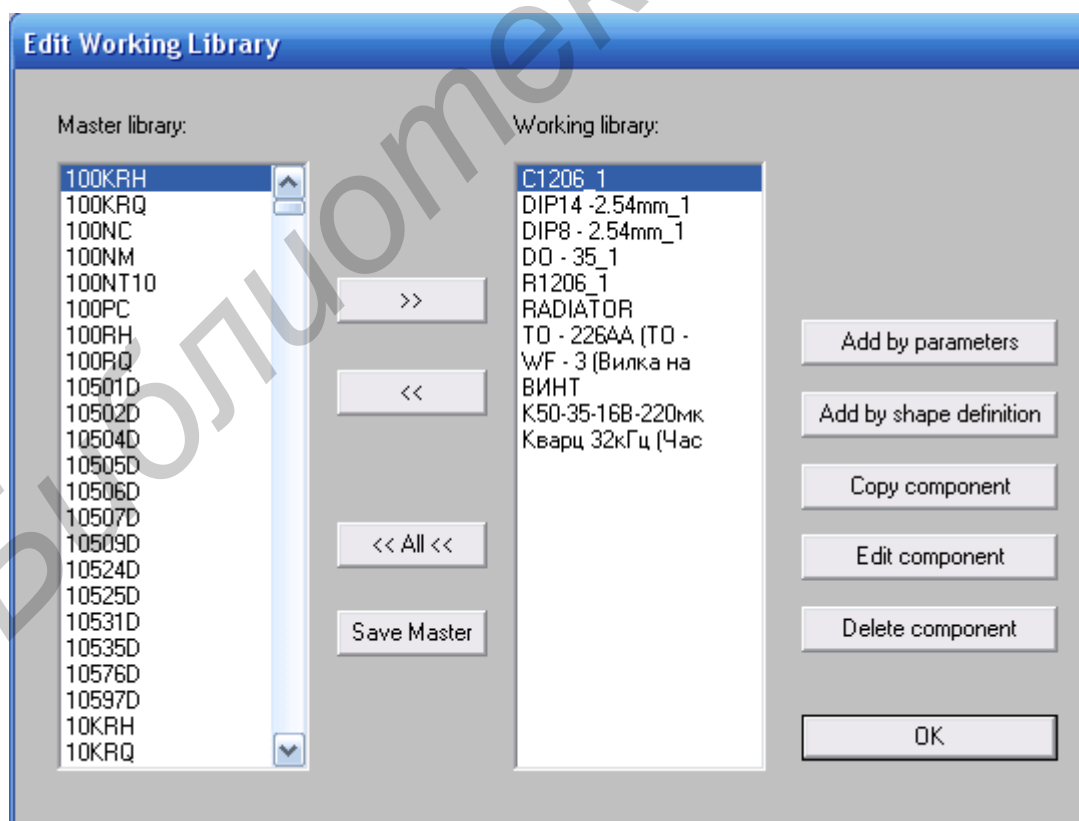 Edit Working Library
Master library:
100KRH
100KRQ
100NC
100NM
100NT10
100PC
100RH
100RQ
10501D
10502D
10504D
10505D
10506D
10507D
10509D
10524D
10525D
10531D
10535D
10576D
10597D
10KRH
10KRQ
>>
<<
<< All <<
Save Master
Working library:
C1206_1
DIP14 -2.54mm_1
DIP8 - 2.54mm_1
DO - 35_1
R1206_1
RADIATOR
TO - 226AA (TO -
WF - 3 (Вилка на
ВИНТ
К50-35-16В-220мк
Кварц 32кГц (Час
Add by parameters
Add by shape definition
Copy component
Edit component
Delete component
OK